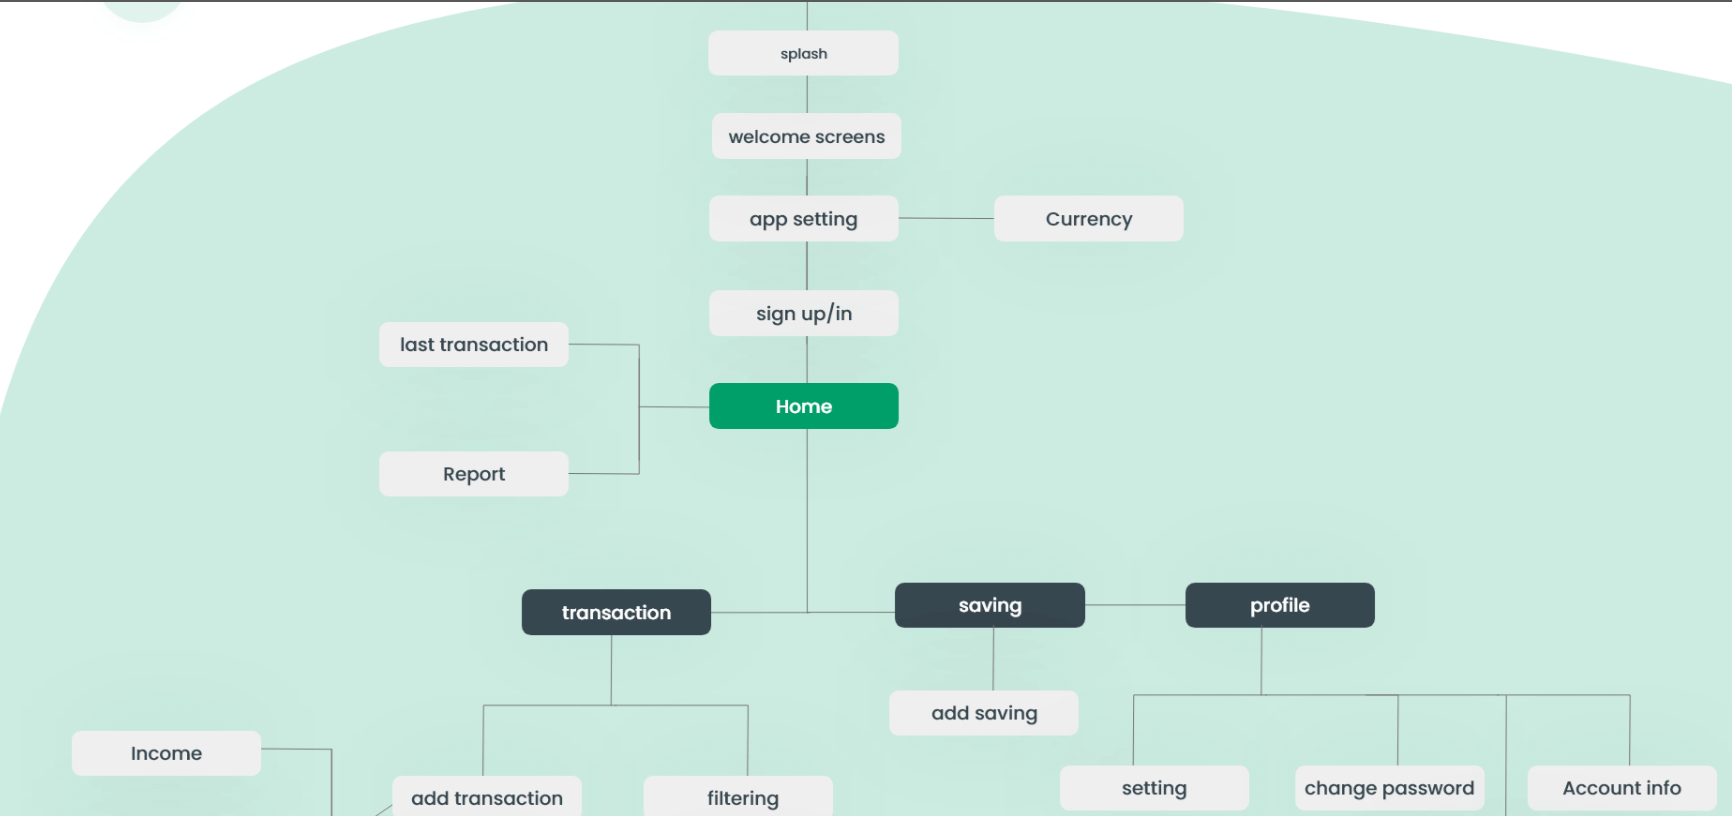 splash
welcome screens
app setting
Currency
sign up/in
last transaction
Home
Report
transaction
saving
profile
add saving
Income
add transaction
filtering
setting
change password
Account info